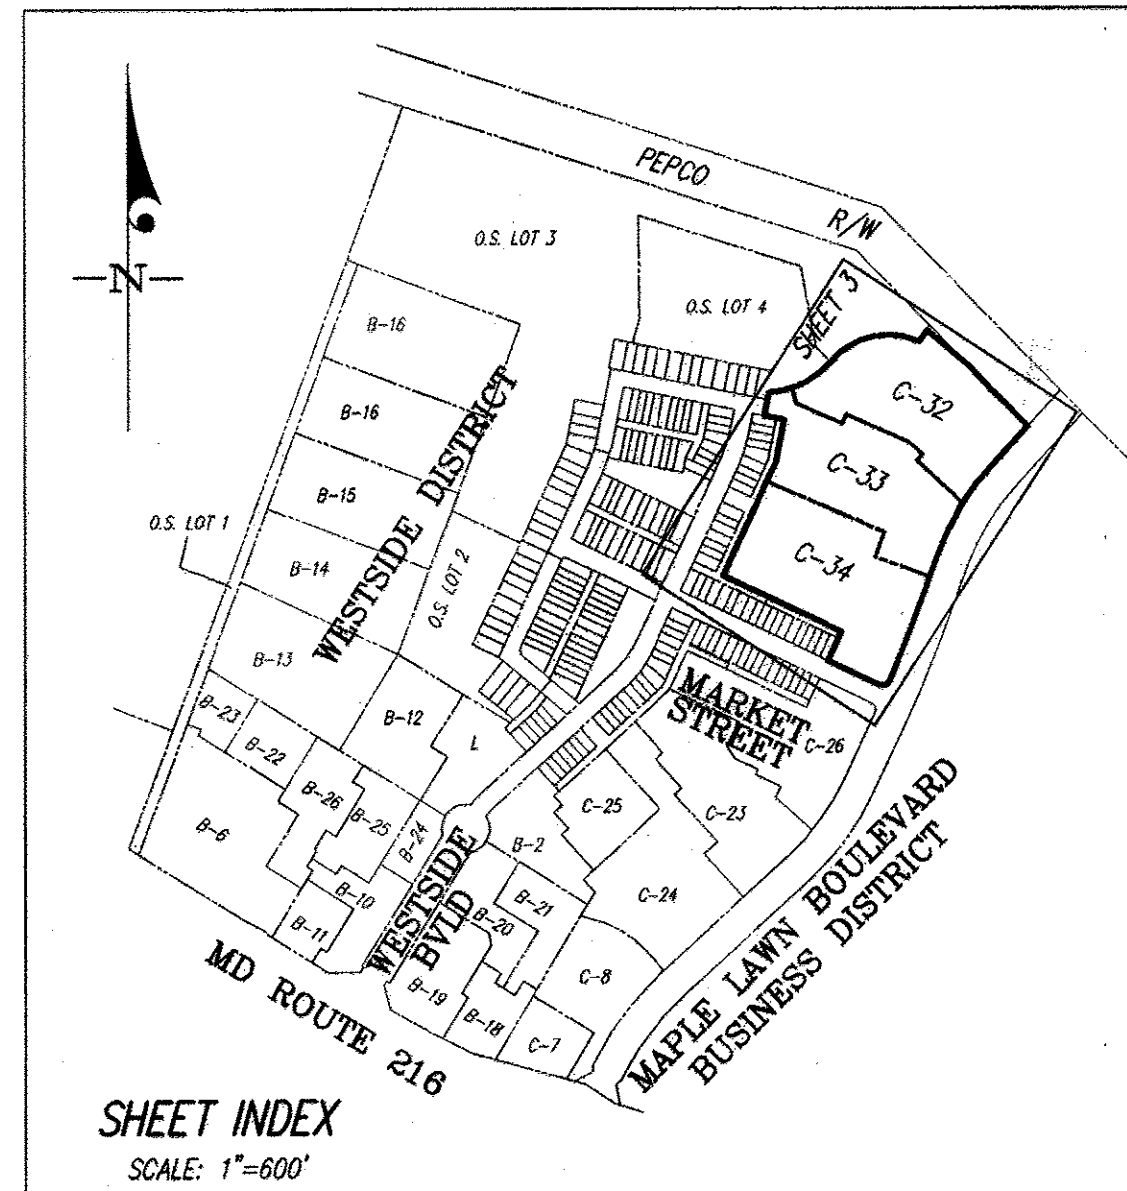 PEPCO
R/W
N
O.S. LOT 3
O.S. LOT 4
SHEET 3
B-16
B-16
B-15
B-14
B-13
O.S. LOT 1
WESTSIDE DISTRICT
O.S. LOT 2
C-32
C-33
C-34
B-23
B-22
B-12
L
MARKET
STREET
C-26
B-26
B-25
B-24
B-6
B-10
B-11
WESTSIDE
BVLD
B-2
B-21
B-20
B-19
B-18
C-25
C-23
C-24
C-8
C-7
MD ROUTE 216
MAPLE LAWN BOULEVARD
BUSINESS DISTRICT
SHEET INDEX
SCALE: 1"=600'